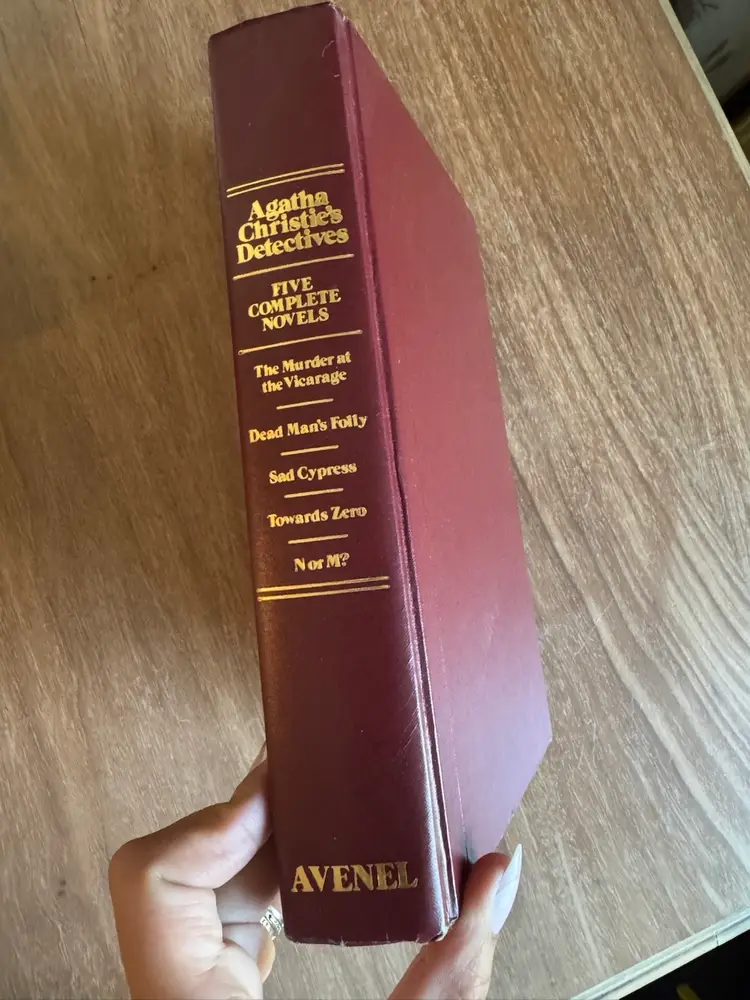 Agatha
Christie's
Detectives
FIVE
COMPLETE
NOVELS
The Murder at
the Vicarage
Dead Man's Folly
Sad Cypress
Towards Zero
N or M?
AVENEL